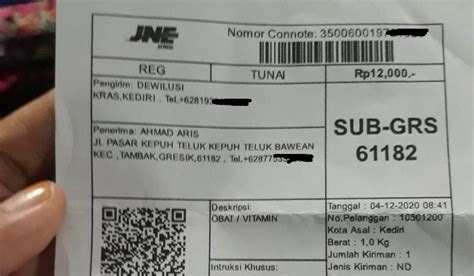 JNE
EXPRESS
Nomor Connote: 3500600197
REG
TUNAI
Rp12,000.-
Pengirim: DEWILUSI
KRAS,KEDIRI , Tel.+62819
Penerima: AHMAD ARIS
JL PASAR KEPUH TELUK KEPUH TELUK BAWEAN
KEC ,TAMBAK,GRESIK,61182 , Tel.+62877
SUB-GRS
61182
Deskripsi:
OBAT / VITAMIN
Intruksi Khusus:
Tanggal : 04-12-2020 08:41
No.Pelanggan : 10501200
Kota Asal : Kediri
Berat : 1,0 Kg
Jumlah Kiriman : 1
Jenis Kiriman : ND